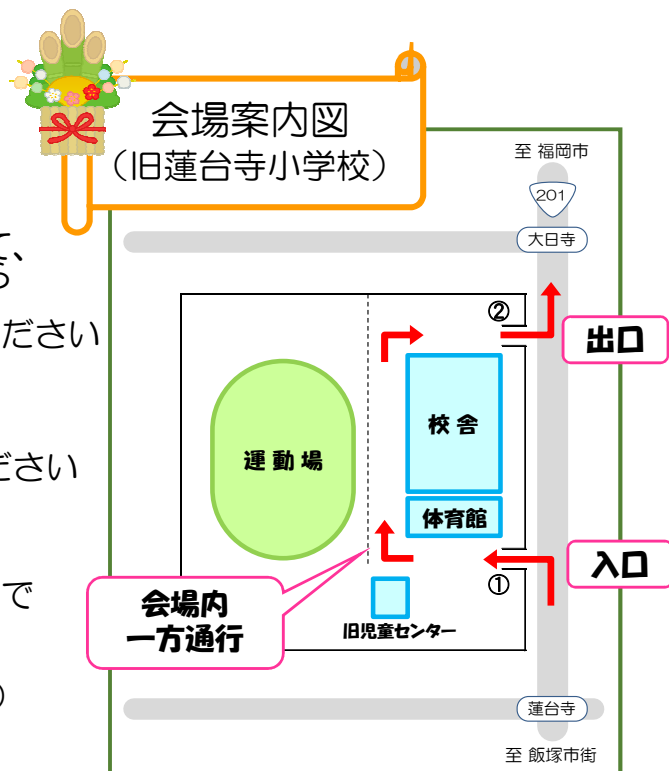 会場案内図
（旧蓮台寺小学校）
至 福岡市
201
大日寺
ださい
②
出口
校舎
運動場
ださい
体育館
入口
①
で
会場内
一方通行
旧児童センター
）
蓮台寺
至 飯塚市街